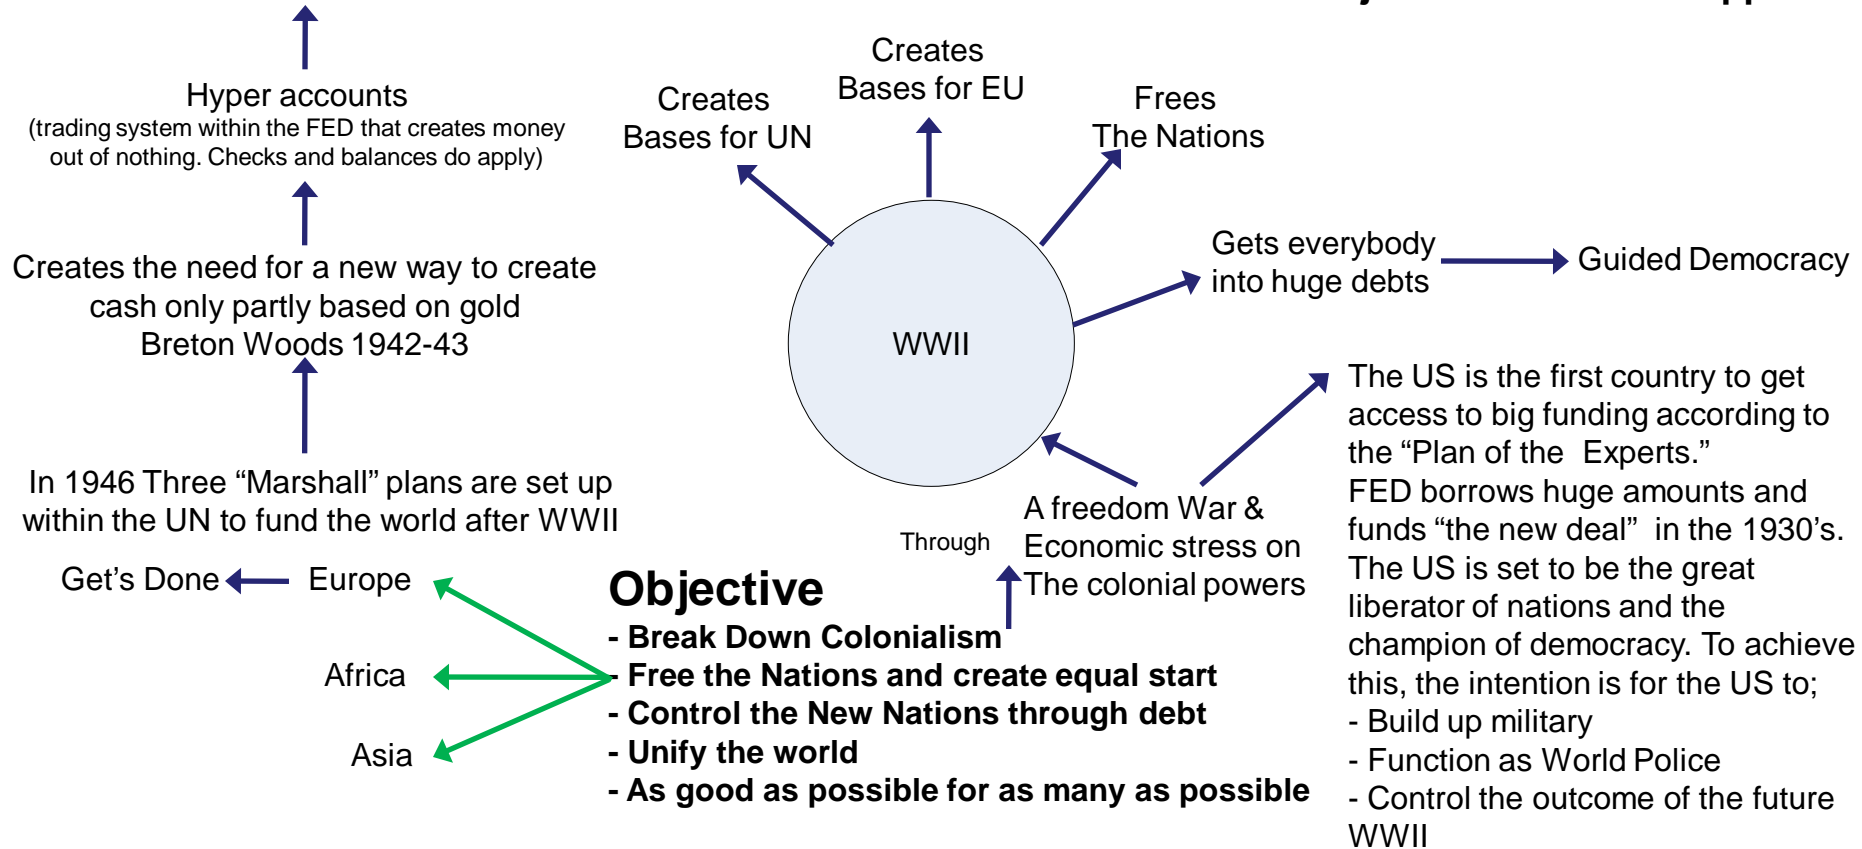 Hyper accounts
(trading system within the FED that creates money
out of nothing. Checks and balances do apply)
Creates the need for a new way to create
cash only partly based on gold
Breton Woods 1942-43
In 1946 Three “Marshall” plans are set up
within the UN to fund the world after WWII
Get's Done
Europe
Africa
Asia
Creates
Bases for UN
Creates
Bases for EU
Frees
The Nations
Gets everybody
into huge debts
Guided Democracy
WWII
Through
A freedom War &
Economic stress on
The colonial powers
Objective
- Break Down Colonialism
- Free the Nations and create equal start
- Control the New Nations through debt
- Unify the world
- As good as possible for as many as possible
The US is the first country to get
access to big funding according to
the “Plan of the Experts.”
FED borrows huge amounts and
funds “the new deal” in the 1930's.
The US is set to be the great
liberator of nations and the
champion of democracy. To achieve
this, the intention is for the US to;
- Build up military
- Function as World Police
- Control the outcome of the future
WWII